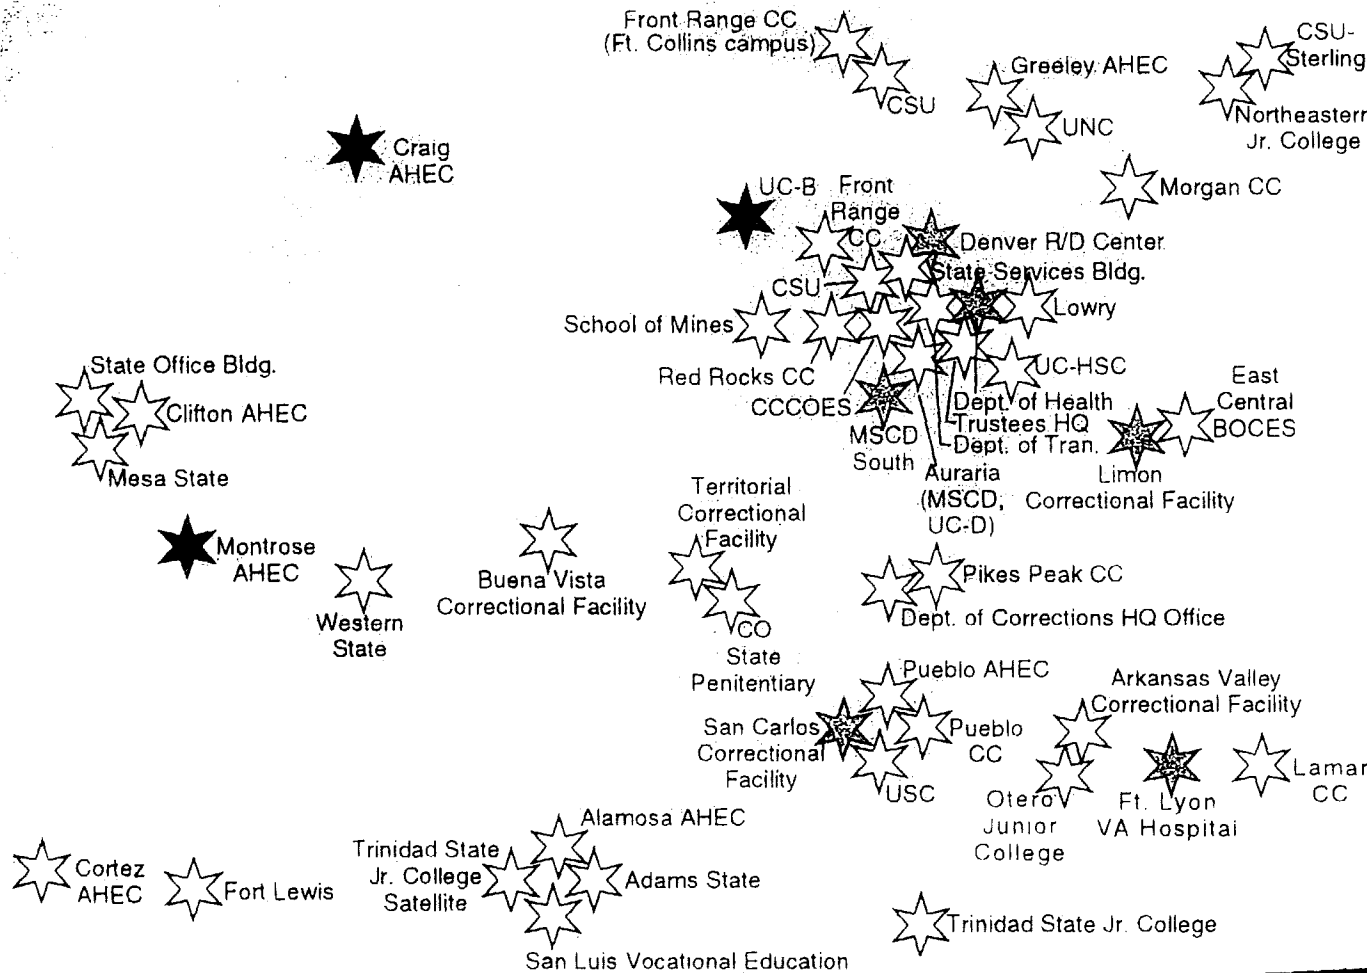 Front Range CC
(Ft. Collins campus)
CSU
Greeley AHEC
UNC
CSU-
Sterling
Northeastern
Jr. College
Craig
AHEC
Morgan CC
UC-B
Front
Range
CC
Denver R/D Center
State Services Bldg.
CSU
Lowry
School of Mines
State Office Bldg.
Clifton AHEC
Mesa State
Red Rocks CC
UC-HSC
CCCOES
Dept. of Health
Trustees HQ
Dept. of Tran.
East
Central
BOCES
MSCD
South
Auraria
(MSCD,
UC-D)
Limon
Correctional Facility
Territorial
Correctional
Facility
Montrose
AHEC
Western
State
Buena Vista
Correctional Facility
CO
State
Penitentiary
Pikes Peak CC
Dept. of Corrections HQ Office
Pueblo AHEC
Arkansas Valley
Correctional Facility
San Carlos
Correctional
Facility
Pueblo
CC
USC
Otero
Junior
College
Ft. Lyon
VA Hospital
Lamar
CC
Alamosa AHEC
Trinidad State
Jr. College
Satellite
Adams State
Cortez
AHEC
Fort Lewis
San Luis Vocational Education
Trinidad State Jr. College